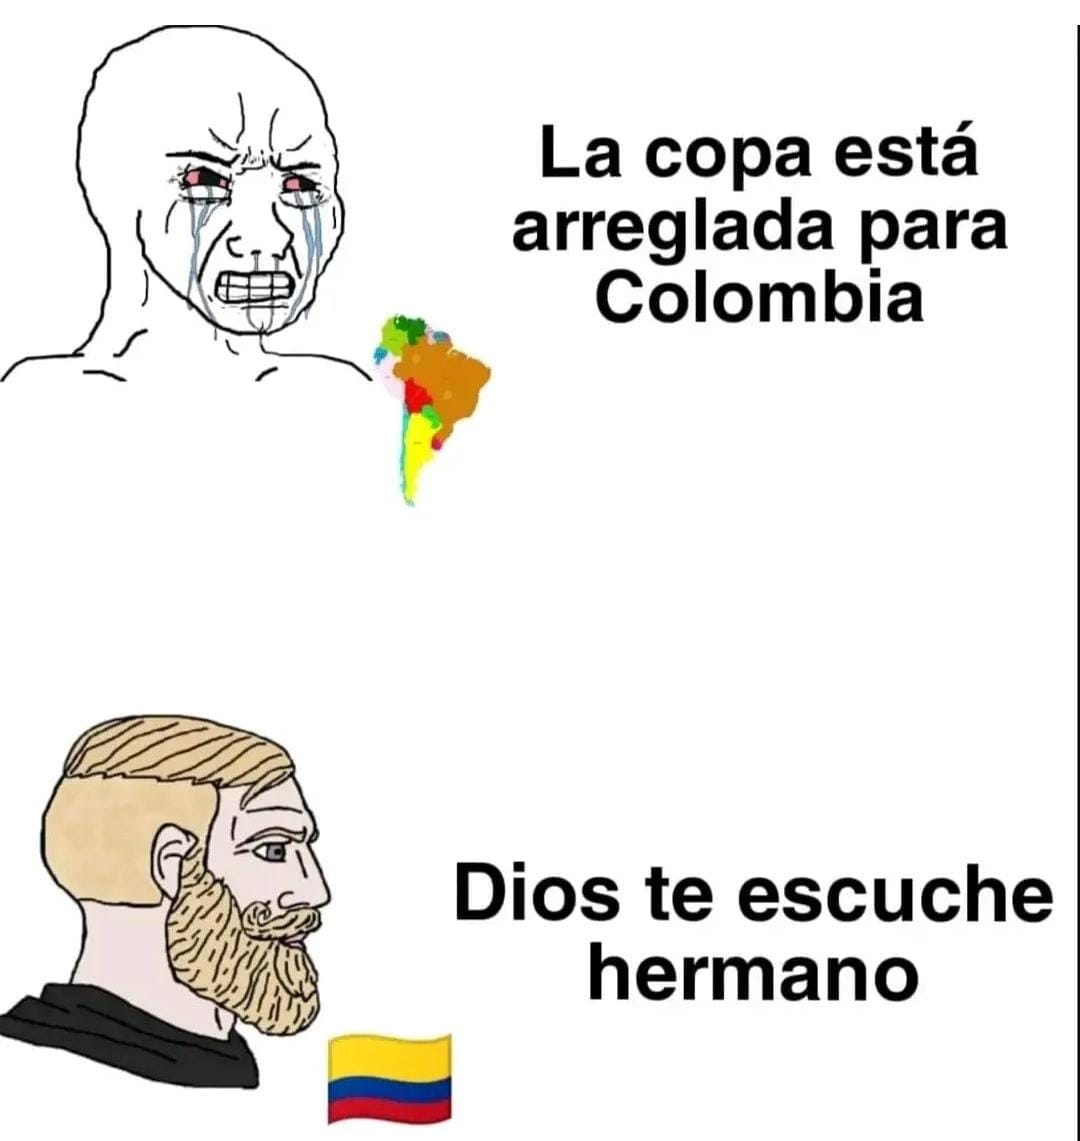 La copa está
arreglada para
Colombia
Dios te escuche
hermano